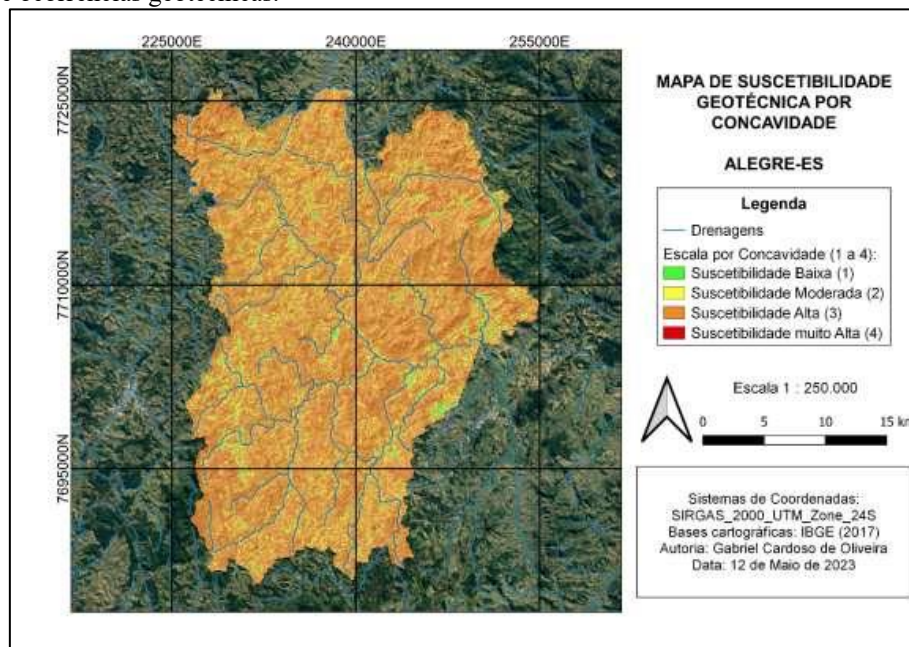 225000E 240000E 255000E
7725000N
7710000N
7695000N
MAPA DE SUSCETIBILIDADE
GEOTÉCNICA POR
CONCAVIDADE
ALEGRE-ES
Legenda
Drenagens
Escala por Concavidade (1 a 4):
Suscetibilidade Baixa (1)
Suscetibilidade Moderada (2)
Suscetibilidade Alta (3)
Suscetibilidade muito Alta (4)
Escala 1 : 250.000
0 5 10 15 km
Sistemas de Coordenadas:
SIRGAS_2000_UTM_Zone_24S
Bases cartográficas: IBGE (2017)
Autoria: Gabriel Cardoso de Oliveira
Data: 12 de Maio de 2023